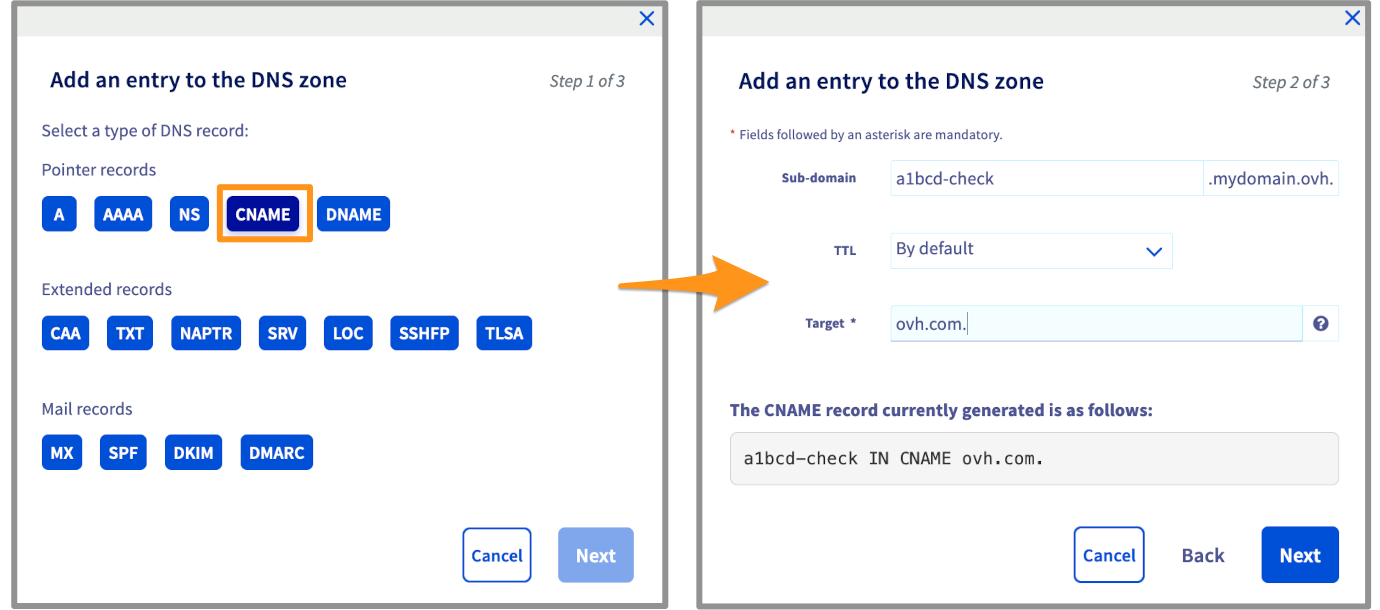 Add an entry to the DNS zone
Step 1 of 3
Select a type of DNS record:
Pointer records
A AAAA NS CNAME DNAME
Extended records
CAA TXT NAPTR SRV LOC SSHFP TLSA
Mail records
MX SPF DKIM DMARC
Cancel Next
Add an entry to the DNS zone
Step 2 of 3
* Fields followed by an asterisk are mandatory.
Sub-domain a1bcd-check .mydomain.ovh.
TTL By default
Target * ovh.com. ?
The CNAME record currently generated is as follows:
a1bcd-check IN CNAME ovh.com.
Cancel Back Next